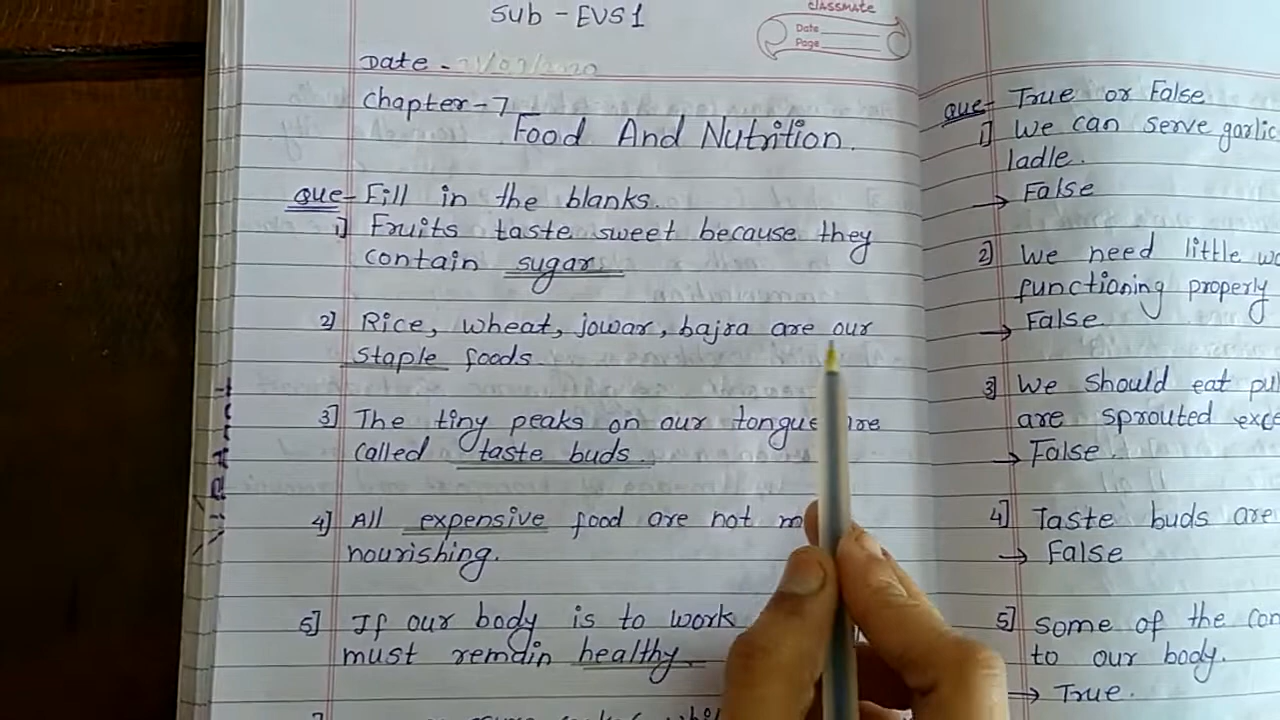 Sub - EVS 1
classmate
Date
Page
Date -
Chapter - 7
Food And Nutrition.
Que- Fill in the blanks.
1] Fruits taste sweet because they
contain sugar.
2] Rice, wheat, jowar, bajra are our
staple foods.
3] The tiny peaks on our tongue are
called taste buds.
4] All expensive food are not
nourishing.
5] If our body is to work
must remain healthy.
Que- True or False
1] We can serve garlic
ladle.
→ False
2] We need little
functioning properly
→ False.
3] We should eat
are sprouted
→ False.
4] Taste buds are
→ False
5] Some of the
to our body.
→ True.
VIRAAJ